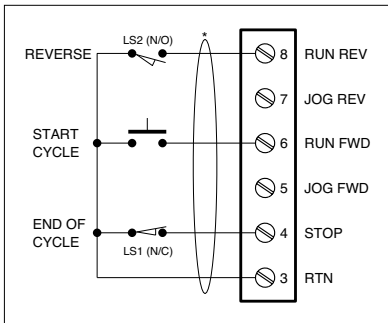 LS2 (N/O)
*
REVERSE
8 RUN REV
7 JOG REV
START
CYCLE
6 RUN FWD
5 JOG FWD
END OF
CYCLE
4 STOP
LS1 (N/C)
3 RTN